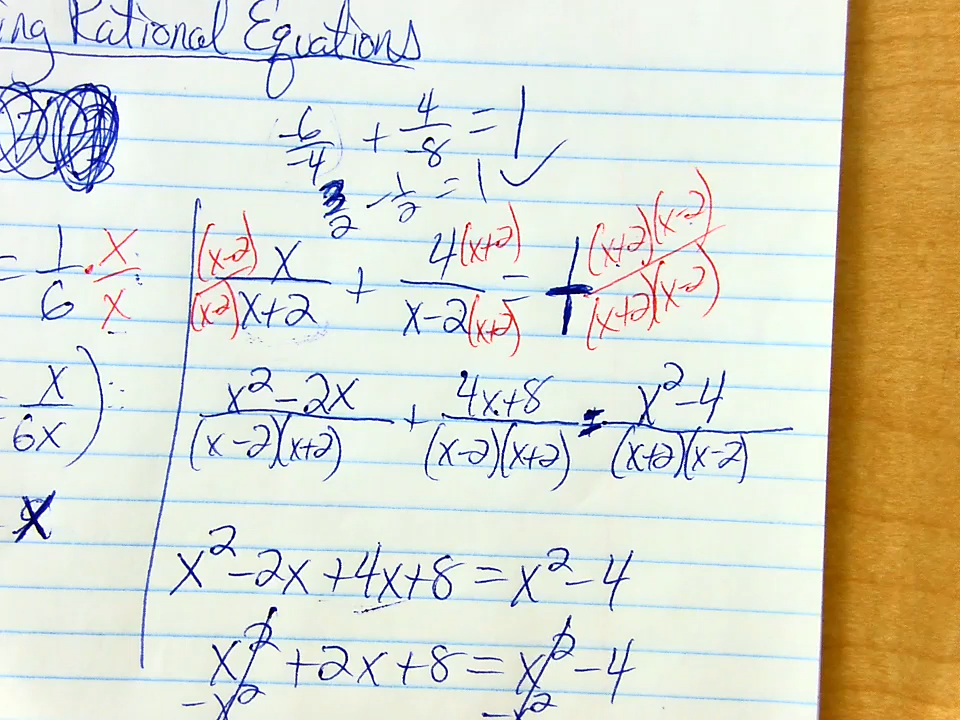 ing Rational Equations
-6/-4 + 4/-8 = 1
3/2 - 1/2 = 1 ✓
= 1/6 · x/x
(x-2)x/(x-2)x+2 + 4(x+2)/x-2(x+2) = 1 (x+2)(x-2)/(x+2)(x-2)
x/6x)
x²-2x/(x-2)(x+2) + 4x+8/(x-2)(x+2) = x²-4/(x+2)(x-2)
x
x²-2x+4x+8=x²-4
x²+2x+8=x²-4
-x² -x²